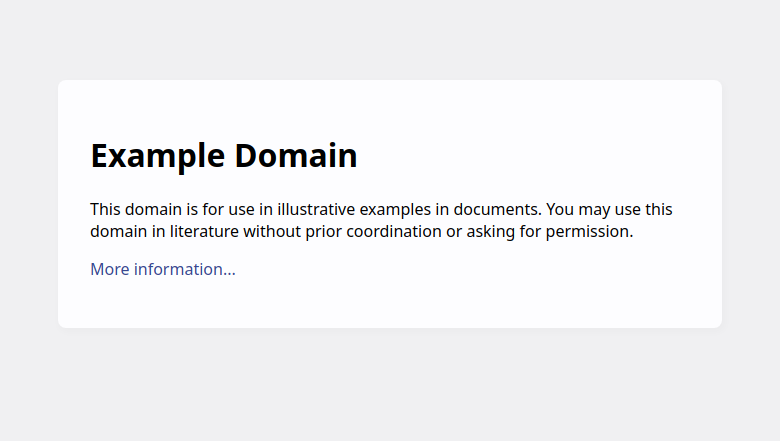 Example Domain
This domain is for use in illustrative examples in documents. You may use this
domain in literature without prior coordination or asking for permission.
More information...